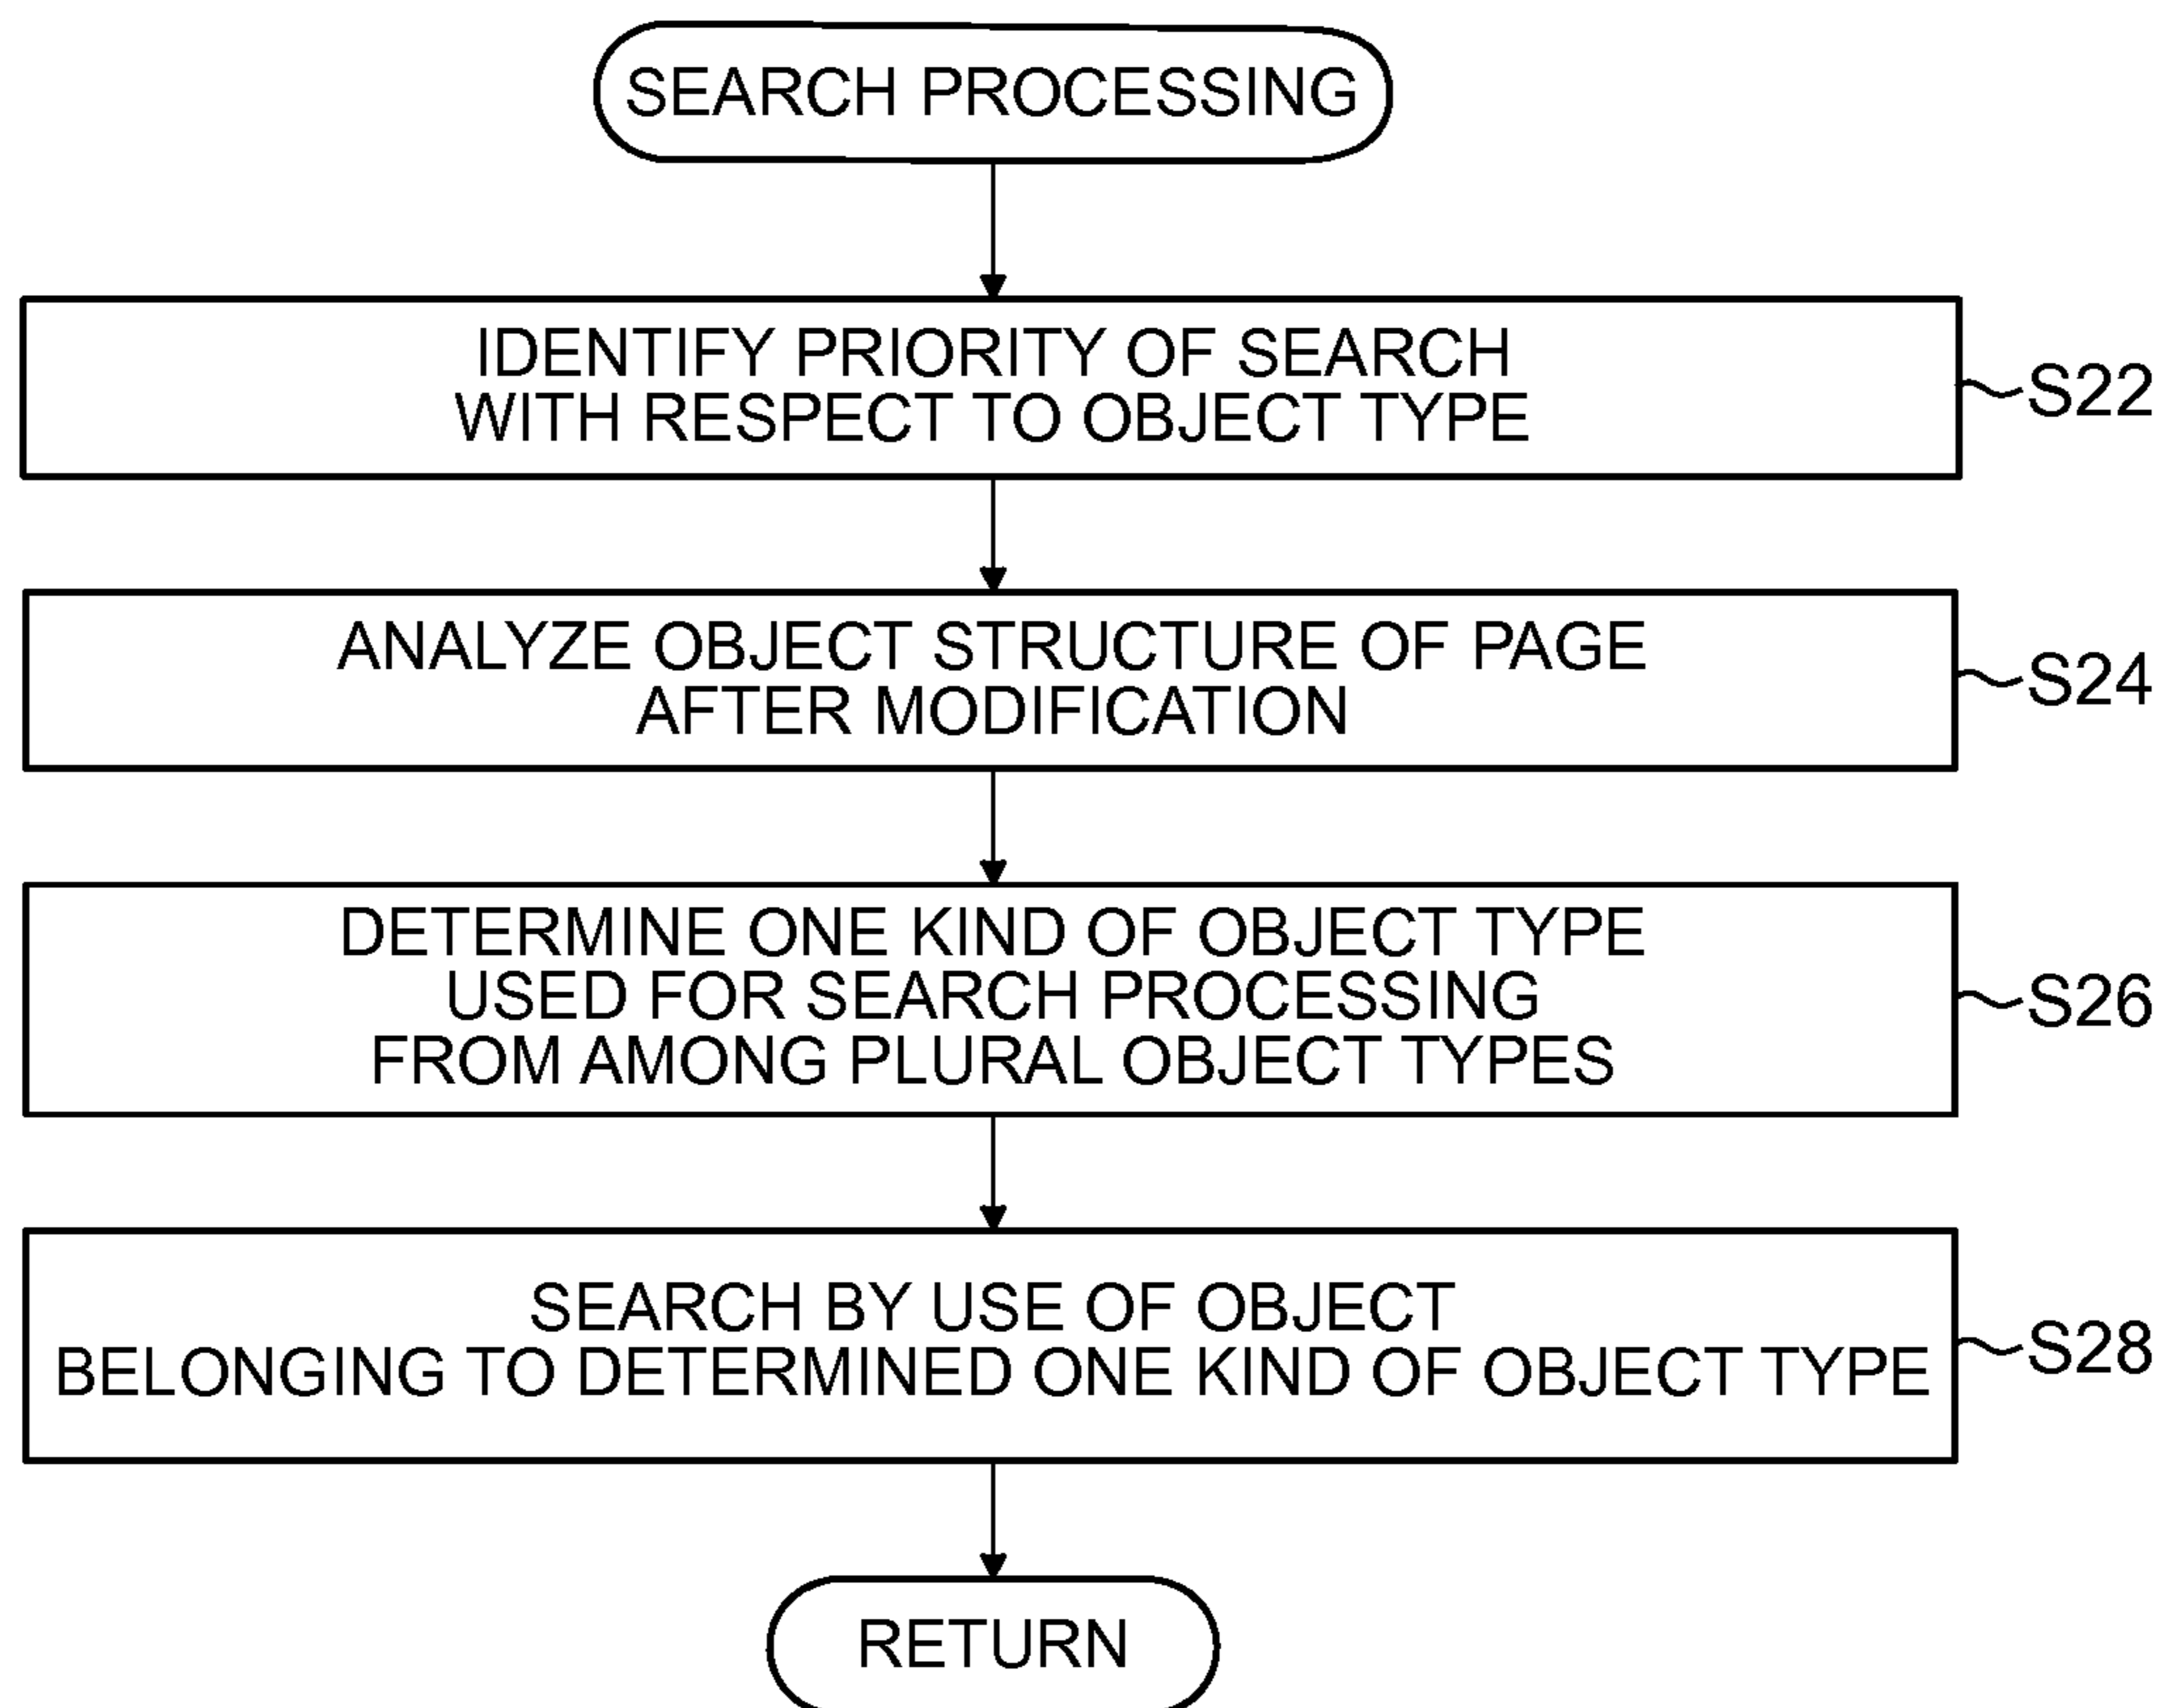 SEARCH PROCESSING
IDENTIFY PRIORITY OF SEARCH
WITH RESPECT TO OBJECT TYPE
S22
ANALYZE OBJECT STRUCTURE OF PAGE
AFTER MODIFICATION
S24
DETERMINE ONE KIND OF OBJECT TYPE
USED FOR SEARCH PROCESSING
FROM AMONG PLURAL OBJECT TYPES
S26
SEARCH BY USE OF OBJECT
BELONGING TO DETERMINED ONE KIND OF OBJECT TYPE
S28
RETURN